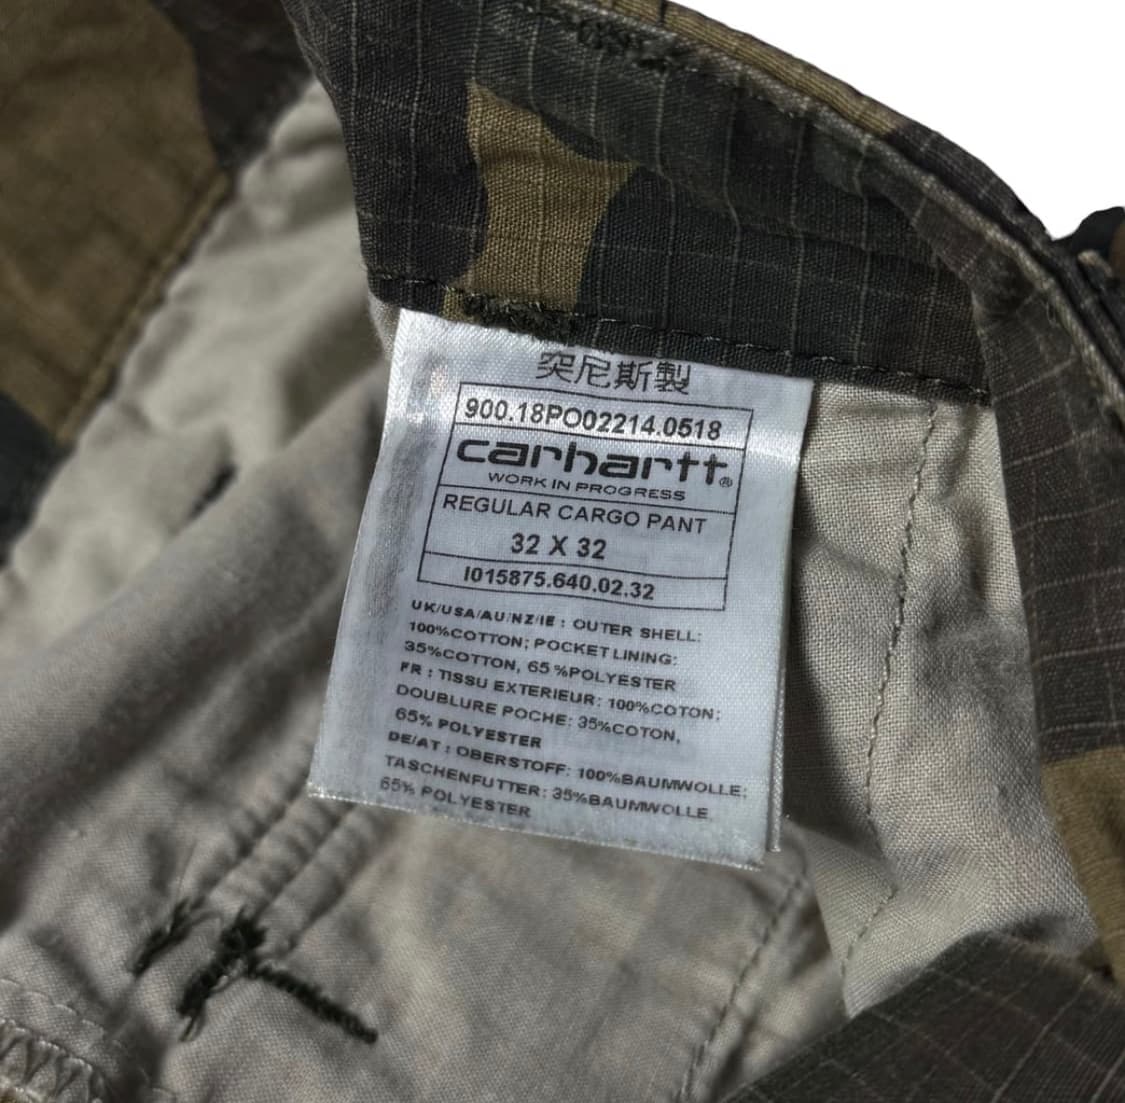 突尼斯製
900.18PO02214.0518
carhartt®
WORK IN PROGRESS
REGULAR CARGO PANT
32 X 32
I015875.640.02.32
UK/USA/AU/NZ/IE : OUTER SHELL:
100%COTTON; POCKET LINING:
35%COTTON, 65 %POLYESTER
FR : TISSU EXTERIEUR: 100%COTON;
DOUBLURE POCHE: 35%COTON,
65% POLYESTER
DE/AT : OBERSTOFF: 100%BAUMWOLLE;
TASCHENFUTTER: 35%BAUMWOLLE
65% POLYESTER